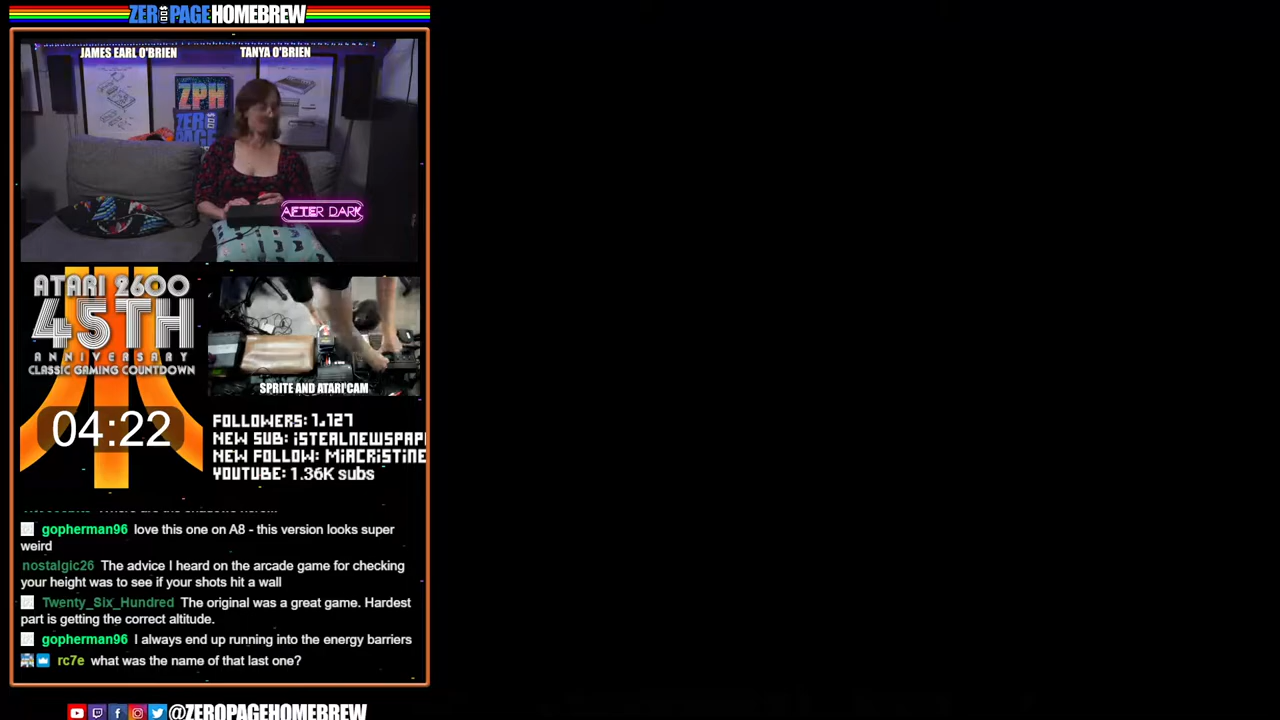 ZEROPAGEHOMEBREW
JAMES EARL O'BRIEN
TANYA O'BRIEN
ZPH
ZERO
PAGE
AFTER DARK
ATARI 2600
45TH
ANNIVERSARY
CLASSIC GAMING COUNTDOWN
04:22
SPRITE AND ATARI CAM
FOLLOWERS: 1,127
NEW SUB: ISTEALNEWSPAP
NEW FOLLOW: MIACRISTINE
YOUTUBE: 1.36K subs
gopherman96 love this one on A8 - this version looks super
weird
nostalgic26 The advice I heard on the arcade game for checking
your height was to see if your shots hit a wall
Twenty_Six_Hundred The original was a great game. Hardest
part is getting the correct altitude.
gopherman96 I always end up running into the energy barriers
rc7e what was the name of that last one?
@ZEROPAGEHOMEBREW